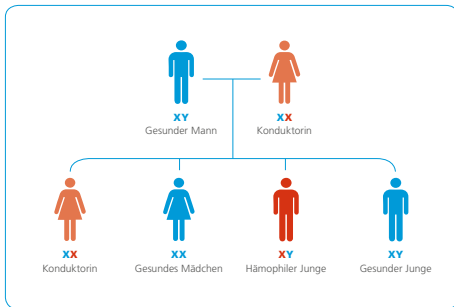 XY XX
Gesunder Mann Konduktorin
XX XX XY XY
Konduktorin Gesundes Mädchen Hämophiler Junge Gesunder Junge